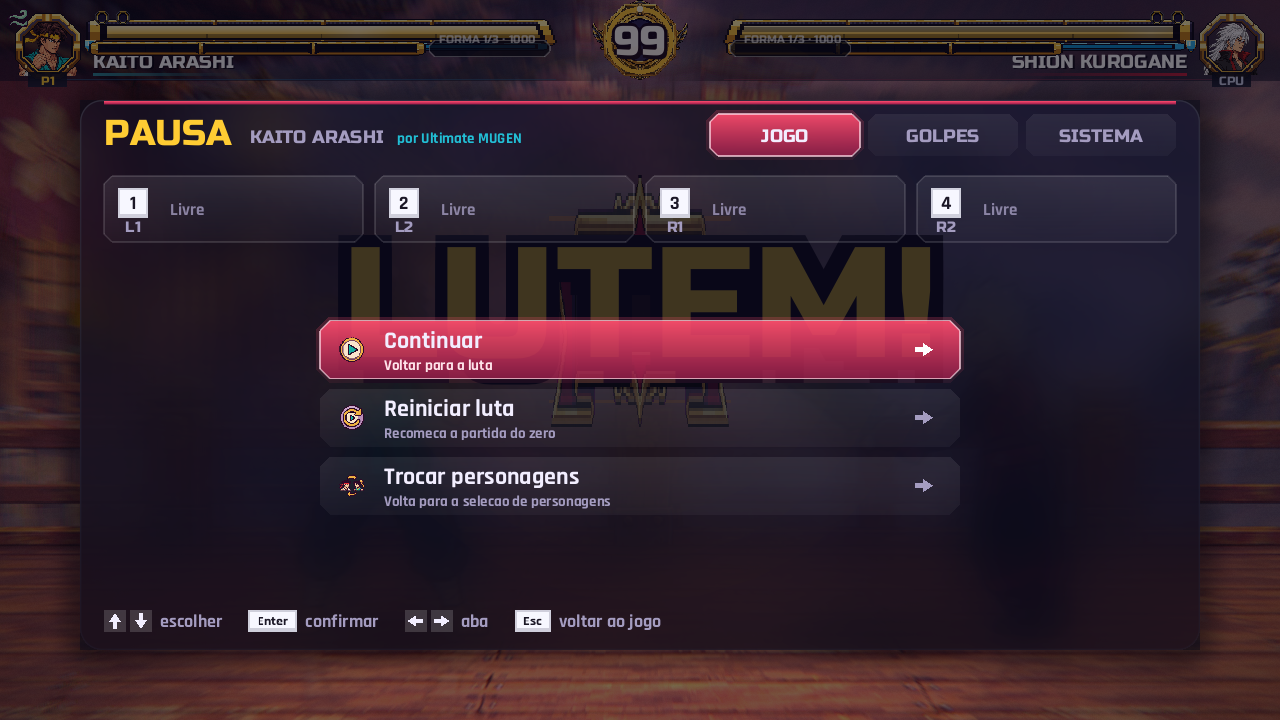 FORMA 1/3 · 1000
99
FORMA 1/3 · 1000
KAITO ARASHI
SHION KUROGANE
P1
CPU
PAUSA KAITO ARASHI por Ultimate MUGEN
JOGO GOLPES SISTEMA
1 Livre
L1
2 Livre
L2
3 Livre
R1
4 Livre
R2
LUTEM!
Continuar
Voltar para a luta
Reiniciar luta
Recomeca a partida do zero
Trocar personagens
Volta para a selecao de personagens
escolher Enter confirmar aba Esc voltar ao jogo